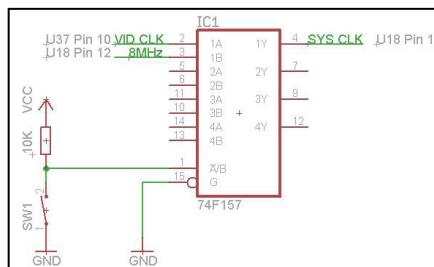 IC1
U37 Pin 10 VID CLK 2 1A 1Y 4 SYS CLK U18 Pin 1
U18 Pin 12 8MHz 3 1B
5 2A 2Y 7
6 2B
11 3A 3Y 9
10 3B
14 4A 4Y 12
13 4B
1 A/B
15 G
74F157
VCC
10K
SW1
2
1
GND
GND